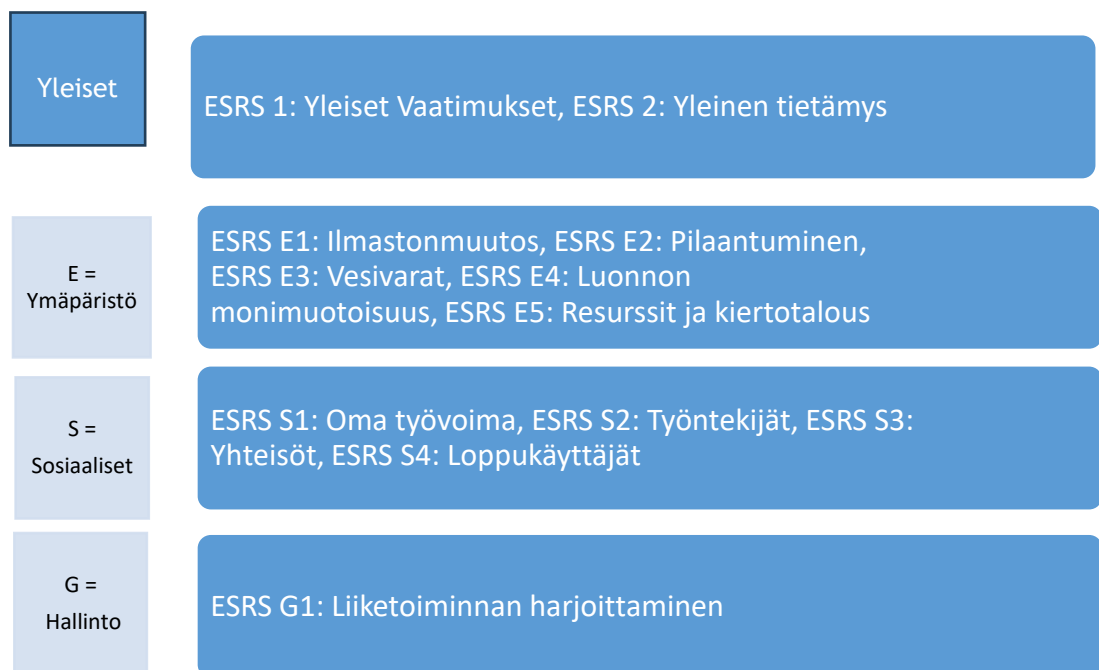 Yleiset
ESRS 1: Yleiset Vaatimukset, ESRS 2: Yleinen tietämys
E =
Ymäpäristö
ESRS E1: Ilmastonmuutos, ESRS E2: Pilaantuminen,
ESRS E3: Vesivarat, ESRS E4: Luonnon
monimuotoisuus, ESRS E5: Resurssit ja kiertotalous
S =
Sosiaaliset
ESRS S1: Oma työvoima, ESRS S2: Työntekijät, ESRS S3:
Yhteisöt, ESRS S4: Loppukäyttäjät
G =
Hallinto
ESRS G1: Liiketoiminnan harjoittaminen